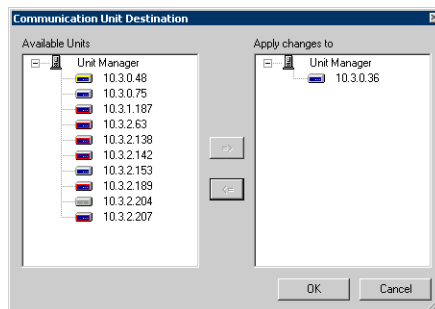 Communication Unit Destination
Available Units
Apply changes to
Unit Manager
10.3.0.48
10.3.0.75
10.3.1.187
10.3.2.63
10.3.2.138
10.3.2.142
10.3.2.153
10.3.2.189
10.3.2.204
10.3.2.207
Unit Manager
10.3.0.36
=>
<=
OK
Cancel